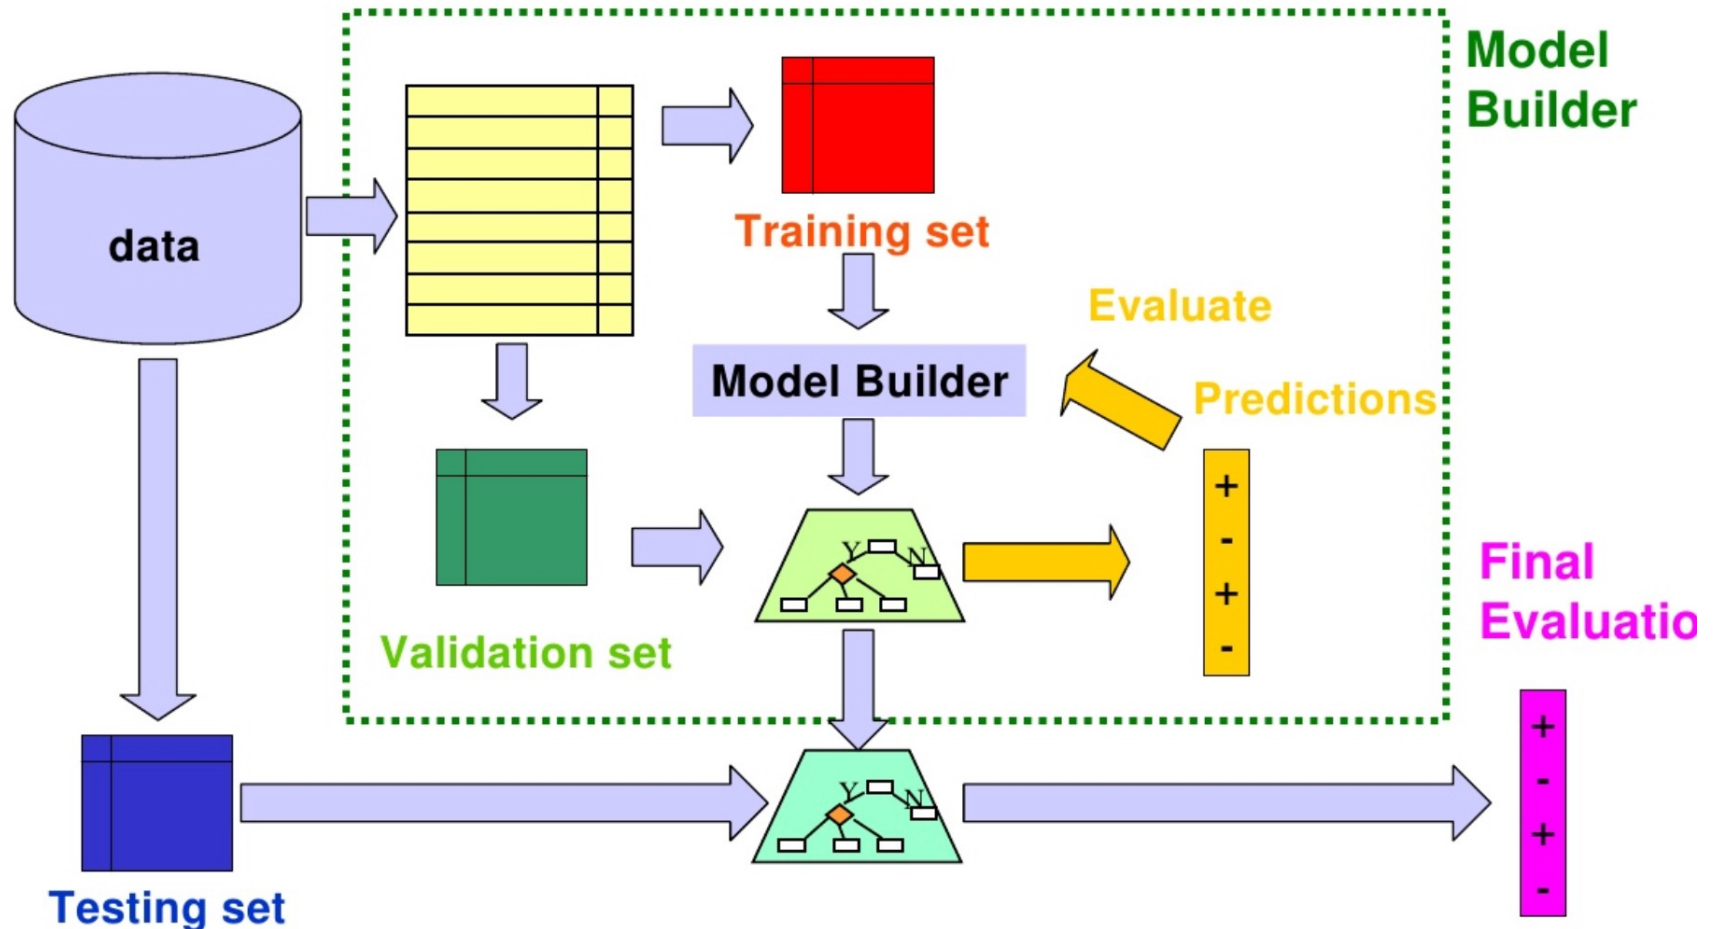 Model
Builder
data
Training set
Evaluate
Model Builder
Predictions
+
-
+
-
Y
N
Validation set
Final
Evaluatio
Y
N
+
-
+
-
Testing set